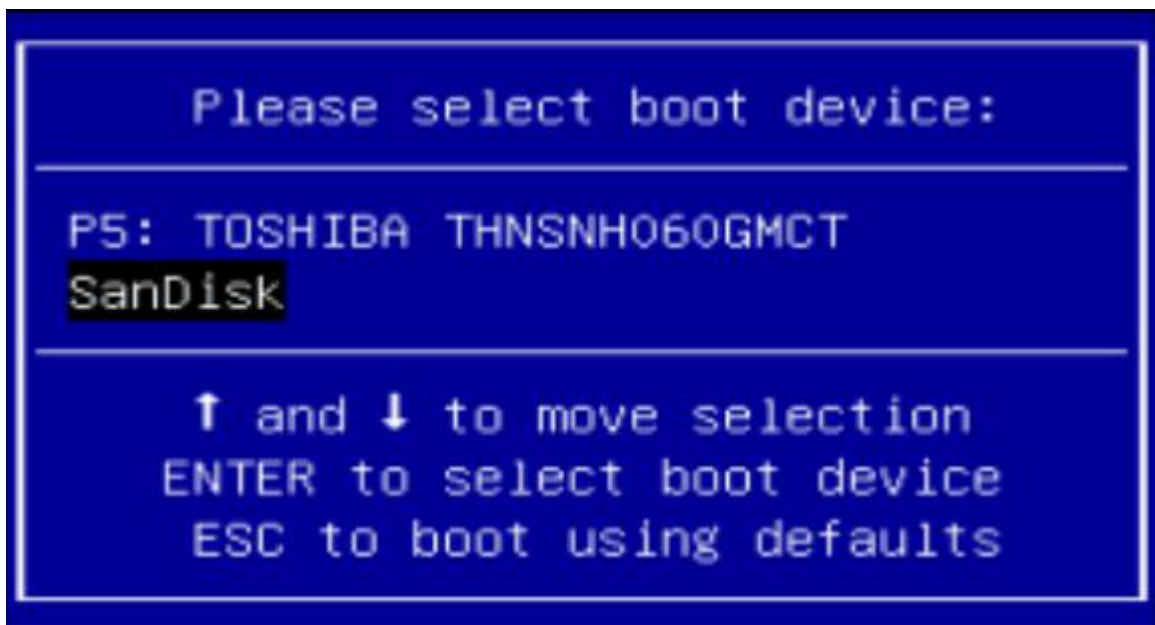 Please select boot device:
P5: TOSHIBA THNSNH060GMCT
SanDisk
↑ and ↓ to move selection
ENTER to select boot device
ESC to boot using defaults